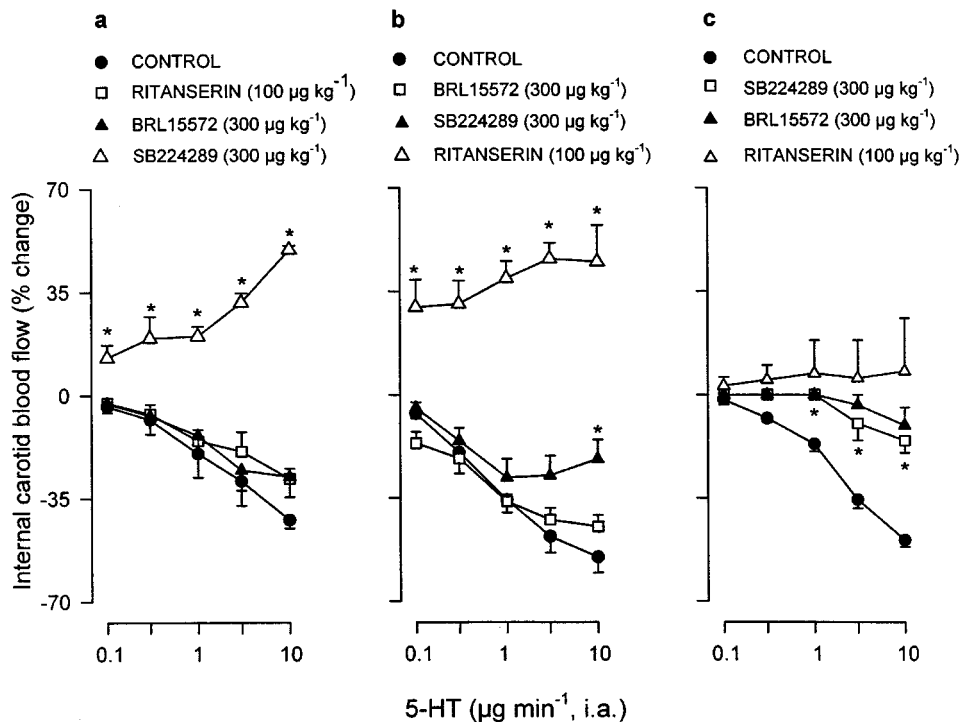 a
CONTROL
RITANSERIN (100 µg kg⁻¹)
BRL15572 (300 µg kg⁻¹)
SB224289 (300 µg kg⁻¹)
b
CONTROL
BRL15572 (300 µg kg⁻¹)
SB224289 (300 µg kg⁻¹)
RITANSERIN (100 µg kg⁻¹)
c
CONTROL
SB224289 (300 µg kg⁻¹)
BRL15572 (300 µg kg⁻¹)
RITANSERIN (100 µg kg⁻¹)
Internal carotid blood flow (% change)
70
35
0
-35
-70
* * * * *
* * * * * *
* * *
0.1 1 10
0.1 1 10
0.1 1 10
5-HT (µg min⁻¹, i.a.)